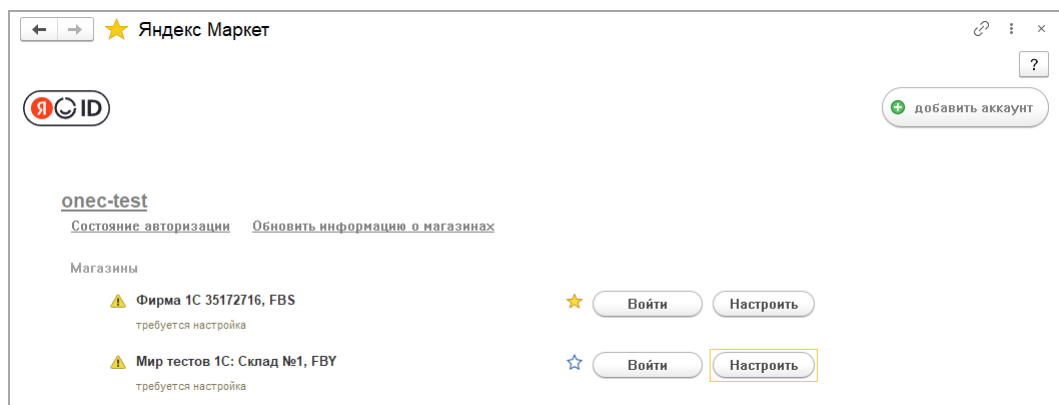 Яндекс Маркет
?
Я ID
добавить аккаунт
onec-test
Состояние авторизации Обновить информацию о магазинах
Магазины
Фирма 1С 35172716, FBS Войти Настроить
требуется настройка
Мир тестов 1С: Склад №1, FBY Войти Настроить
требуется настройка